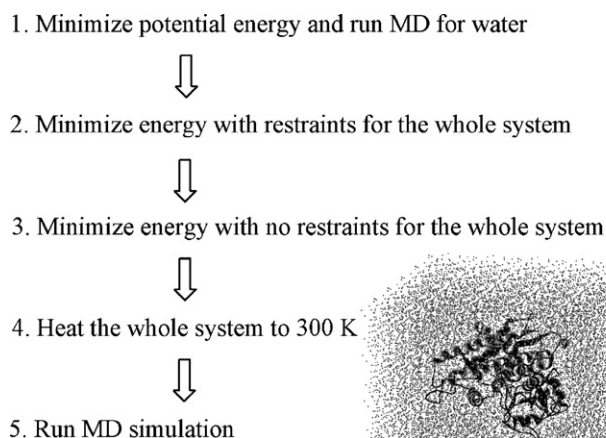 1. Minimize potential energy and run MD for water
2. Minimize energy with restraints for the whole system
3. Minimize energy with no restraints for the whole system
4. Heat the whole system to 300 K
5. Run MD simulation